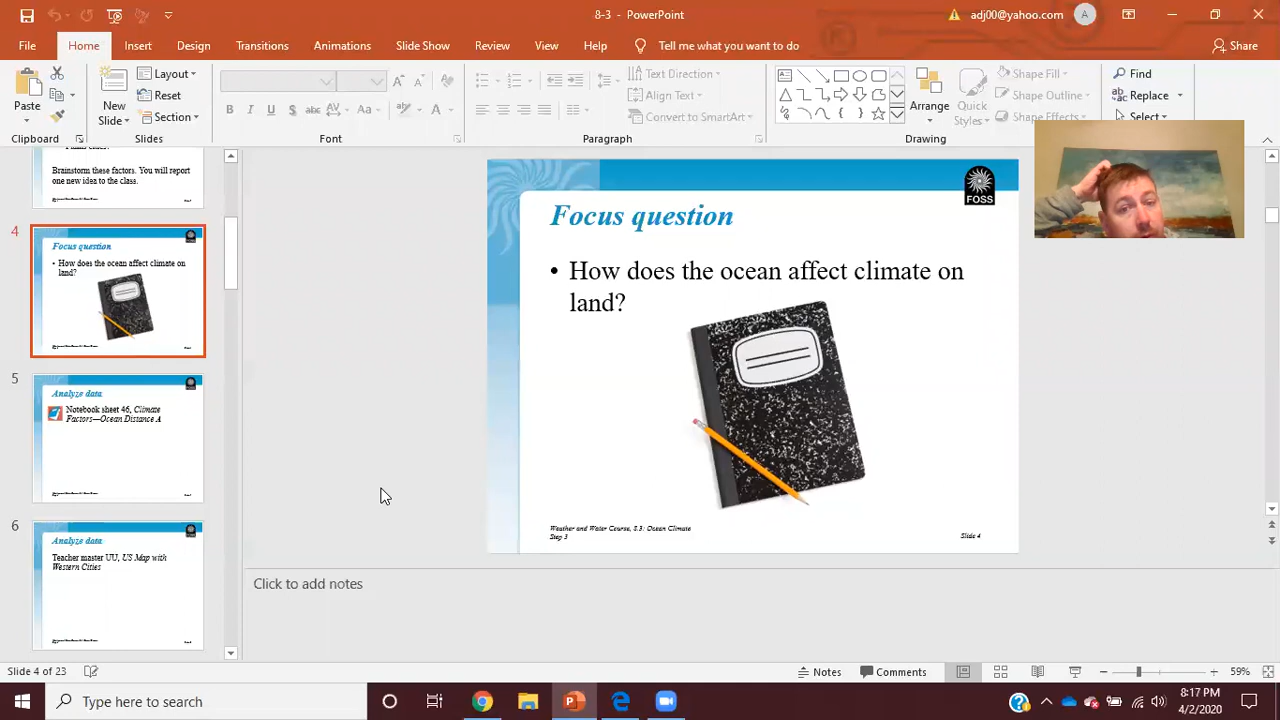 8-3 - PowerPoint
adj00@yahoo.com
A
File Home Insert Design Transitions Animations Slide Show Review View Help Tell me what you want to do
Share
Paste
New
Slide
Layout
Reset
Section
B I U S abc AV Aa A
Text Direction
Align Text
Convert to SmartArt
Arrange
Quick
Styles
Shape Fill
Shape Outline
Shape Effects
Find
Replace
Select
Clipboard
Slides
Font
Paragraph
Drawing
Brainstorm these factors. You will report
one new idea to the class.
4
Focus question
• How does the ocean affect climate on
land?
5
Analyze data
Notebook sheet 46, Climate
Factors—Ocean Distance A
6
Analyze data
Teacher master UU, US Map with
Western Cities
FOSS
Focus question
• How does the ocean affect climate on
land?
Weather and Water Course, 8.3: Ocean Climate
Step 3
Slide 4
Click to add notes
Slide 4 of 23
Notes
Comments
59%
Type here to search
8:17 PM
4/2/2020